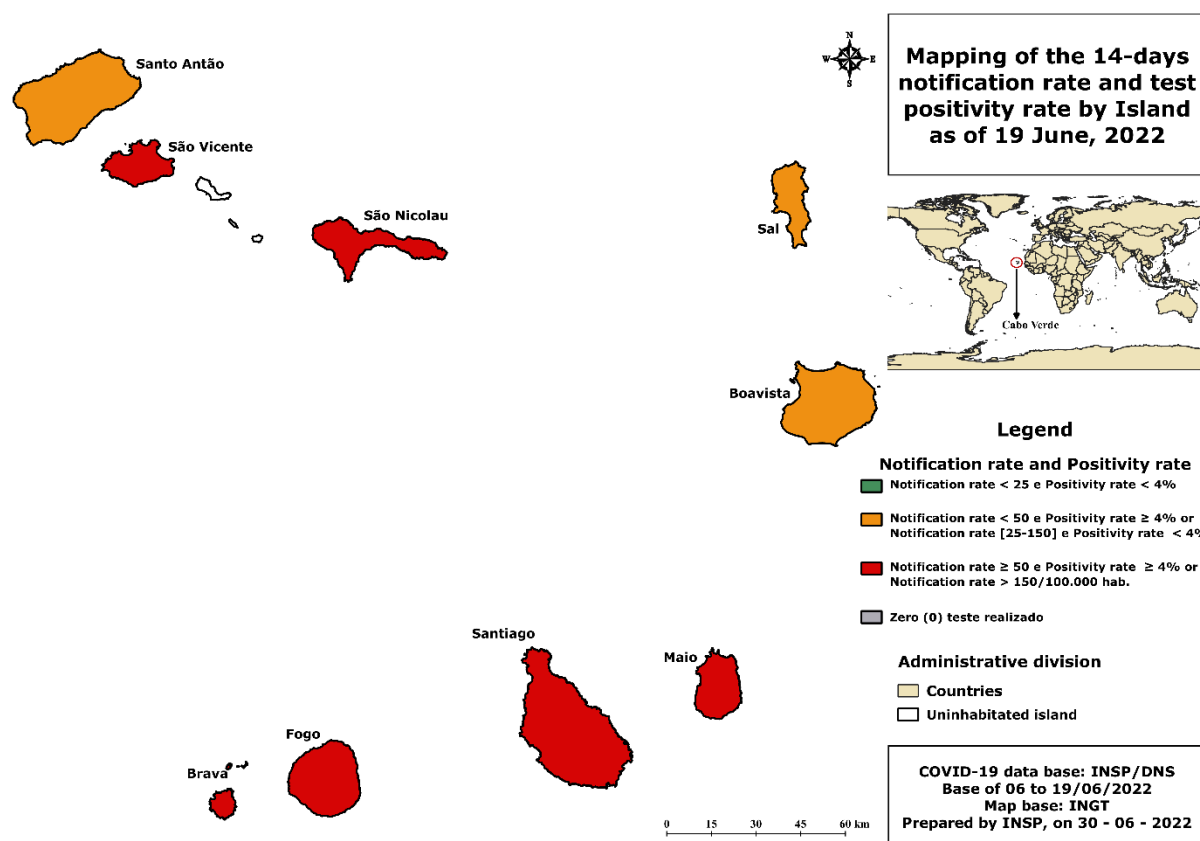 Mapping of the 14-days
notification rate and test
positivity rate by Island
as of 19 June, 2022
N
W
E
S
Santo Antão
São Vicente
São Nicolau
Sal
Boavista
Cabo Verde
Legend
Notification rate and Positivity rate
Notification rate < 25 e Positivity rate < 4%
Notification rate < 50 e Positivity rate ≥ 4% or
Notification rate [25-150] e Positivity rate < 4%
Notification rate ≥ 50 e Positivity rate ≥ 4% or
Notification rate > 150/100.000 hab.
Zero (0) teste realizado
Administrative division
Countries
Uninhabitated island
Santiago
Maio
Fogo
Brava
0 15 30 45 60 km
COVID-19 data base: INSP/DNS
Base of 06 to 19/06/2022
Map base: INGT
Prepared by INSP, on 30 - 06 - 2022